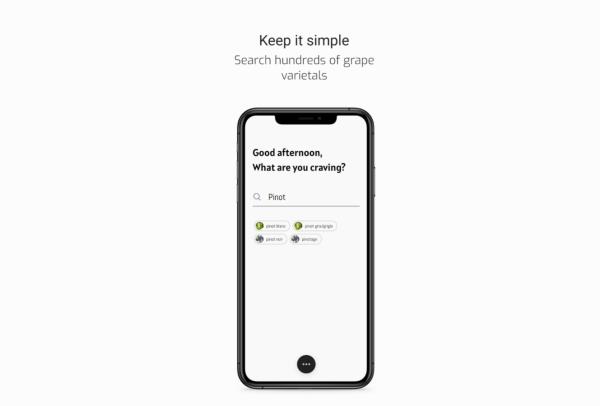 Keep it simple
Search hundreds of grape
varietals
Good afternoon,
What are you craving?
Pinot
pinot blanc pinot gris/grigio
pinot noir pinotage